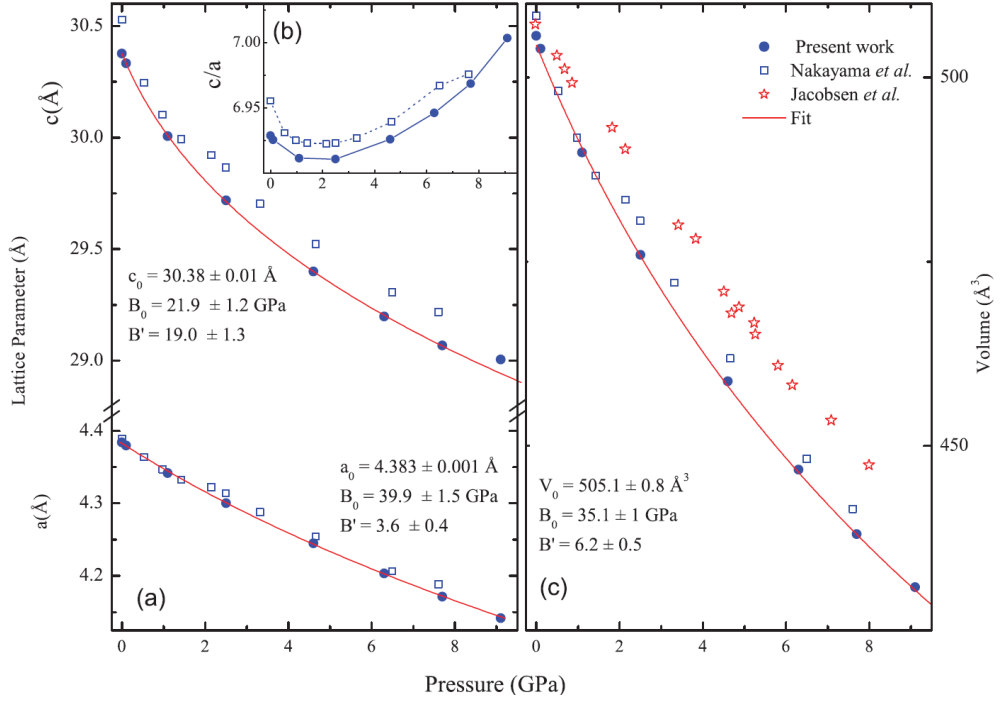 30.5
30.0
29.5
29.0
4.4
4.3
4.2
c(Å)
Lattice Parameter (Å)
a(Å)
(b)
7.00
6.95
c/a
0 2 4 6 8
c₀ = 30.38 ± 0.01 Å
B₀ = 21.9 ± 1.2 GPa
B' = 19.0 ± 1.3
a₀ = 4.383 ± 0.001 Å
B₀ = 39.9 ± 1.5 GPa
B' = 3.6 ± 0.4
(a)
0 2 4 6 8
Present work
Nakayama et al.
Jacobsen et al.
Fit
V₀ = 505.1 ± 0.8 Å³
B₀ = 35.1 ± 1 GPa
B' = 6.2 ± 0.5
(c)
500
450
Volume (Å³)
0 2 4 6 8
Pressure (GPa)